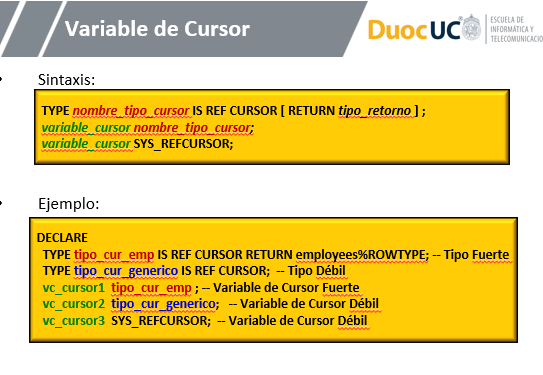 Variable de Cursor
DuocUC
ESCUELA DE
INFORMÁTICA Y
TELECOMUNICACIO
• Sintaxis:
TYPE nombre_tipo_cursor IS REF CURSOR [ RETURN tipo_retorno ] ;
variable_cursor nombre_tipo_cursor;
variable_cursor SYS_REFCURSOR;
• Ejemplo:
DECLARE
TYPE tipo_cur_emp IS REF CURSOR RETURN employees%ROWTYPE; -- Tipo Fuerte
TYPE tipo_cur_generico IS REF CURSOR; -- Tipo Débil
vc_cursor1 tipo_cur_emp ; -- Variable de Cursor Fuerte
vc_cursor2 tipo_cur_generico; -- Variable de Cursor Débil
vc_cursor3 SYS_REFCURSOR; -- Variable de Cursor Débil